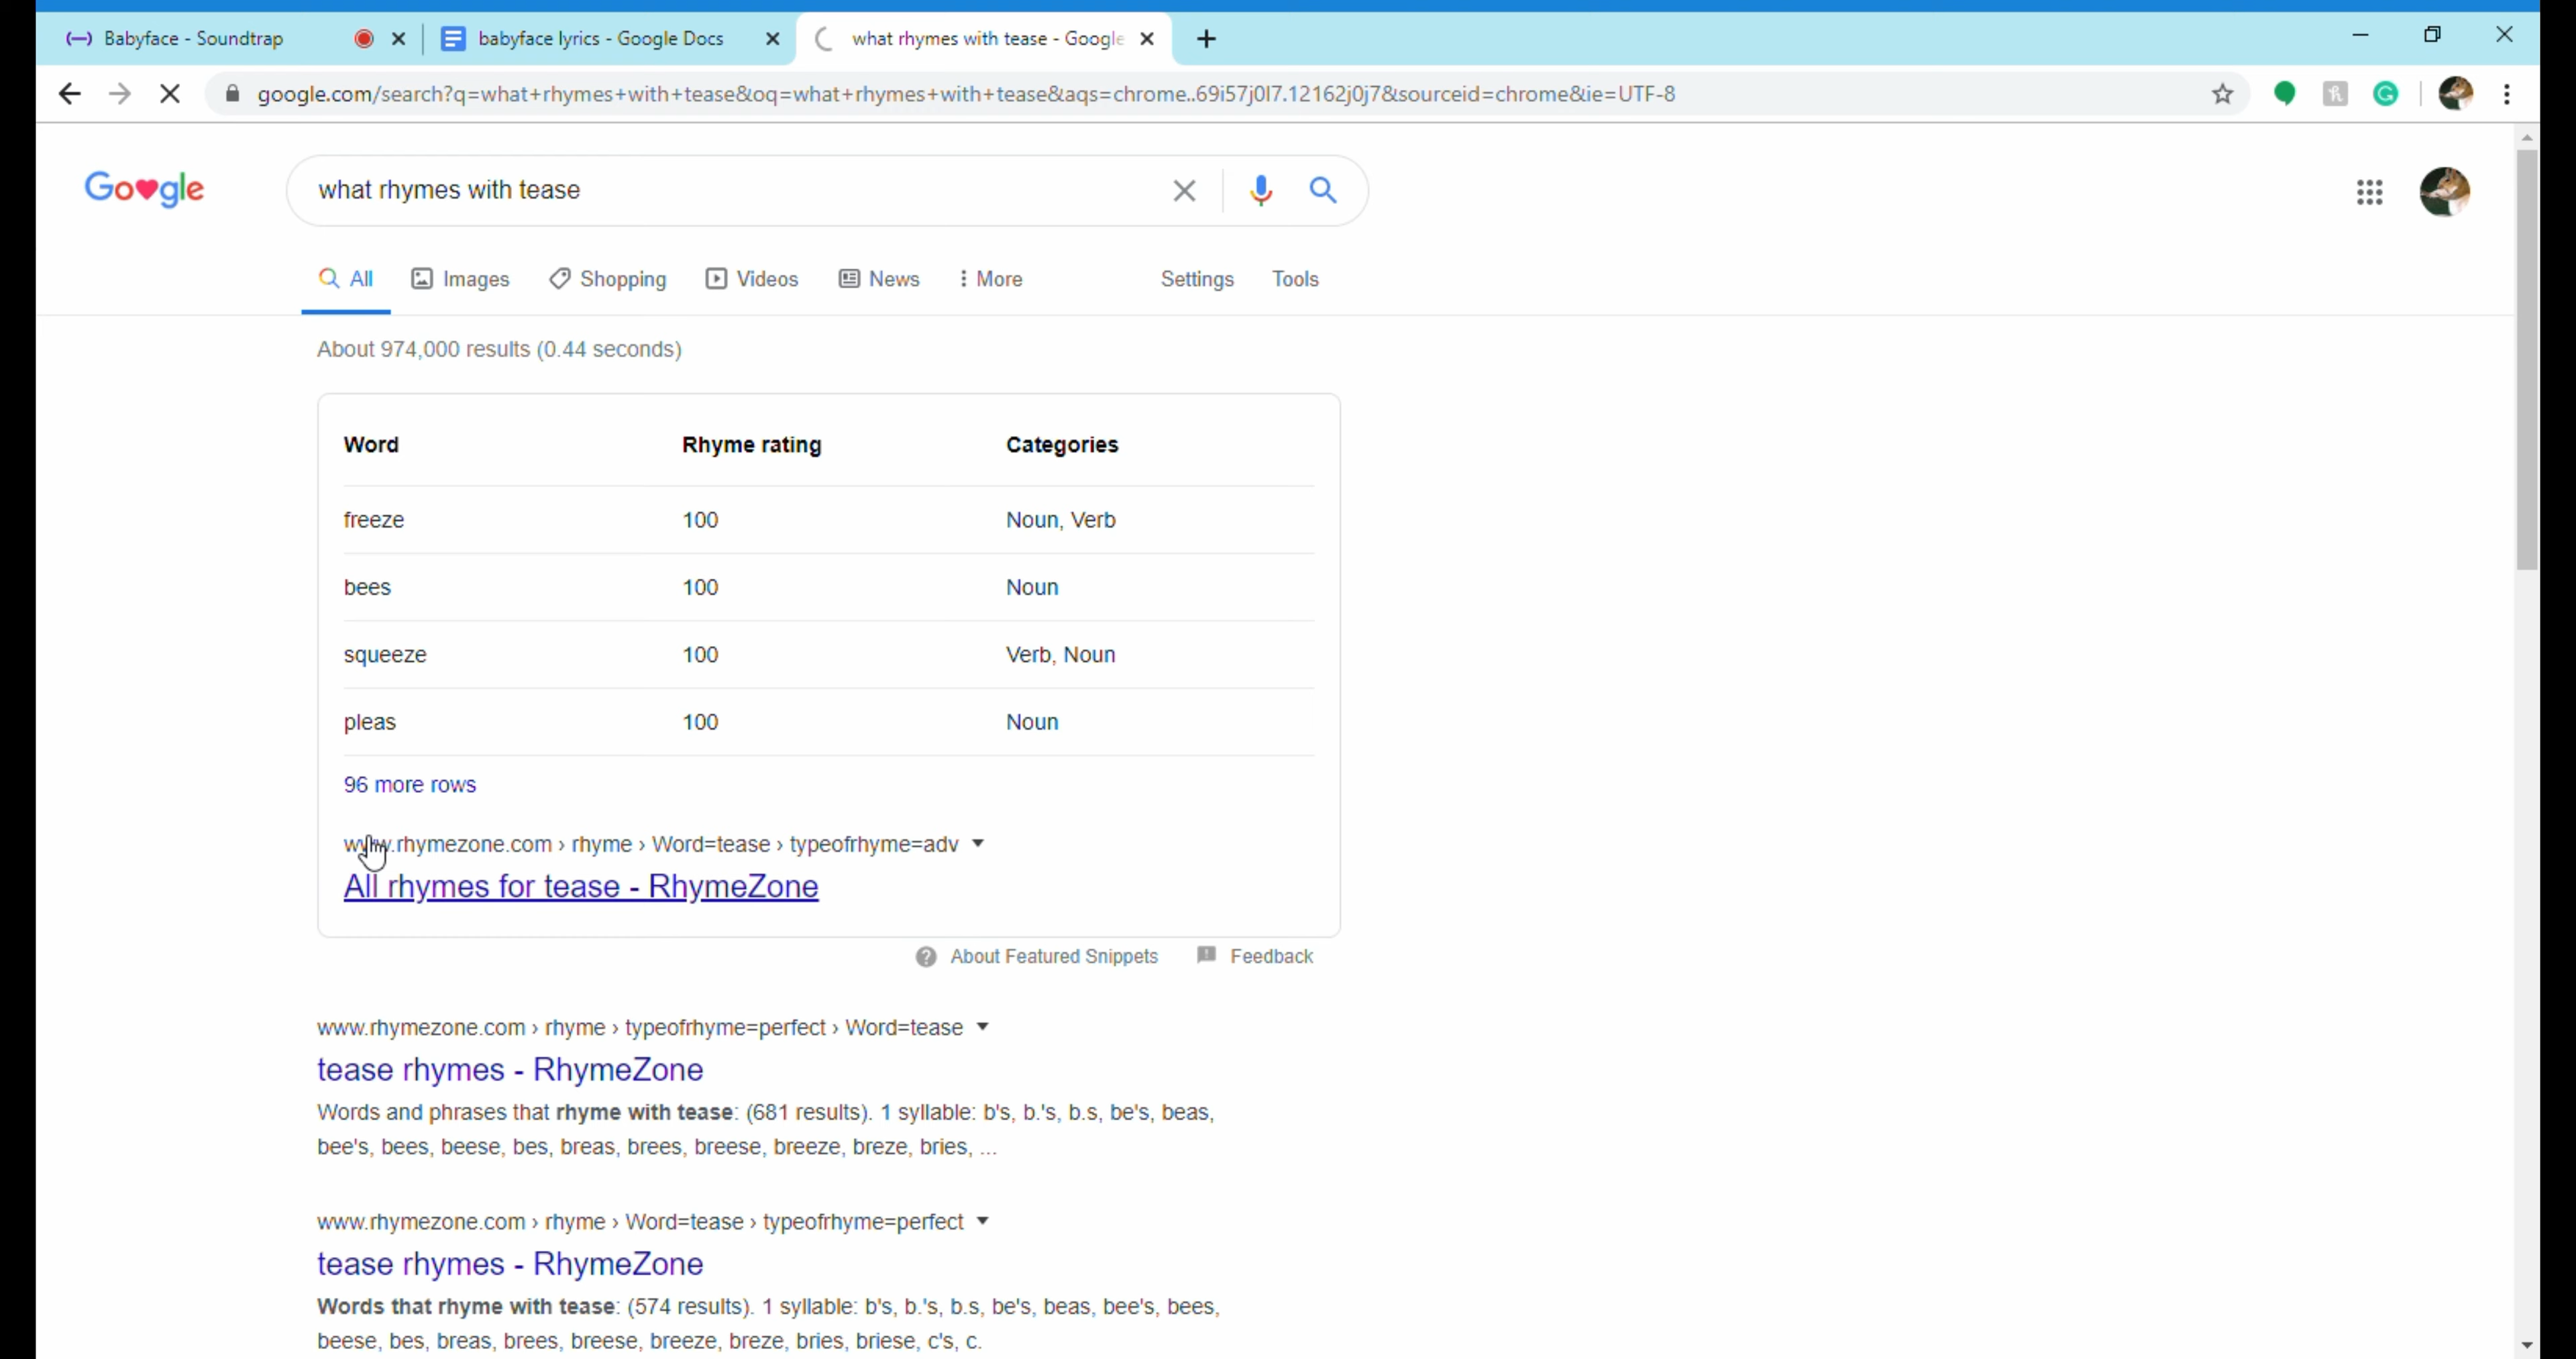 Babyface - Soundtrap
babyface lyrics - Google Docs
what rhymes with tease - Google
google.com/search?q=what+rhymes+with+tease&oq=what+rhymes+with+tease&aqs=chrome..69i57j0l7.12162j0j7&sourceid=chrome&ie=UTF-8
Google
what rhymes with tease
All Images Shopping Videos News More Settings Tools
About 974,000 results (0.44 seconds)
Word Rhyme rating Categories
freeze 100 Noun, Verb
bees 100 Noun
squeeze 100 Verb, Noun
pleas 100 Noun
96 more rows
www.rhymezone.com › rhyme › Word=tease › typeofrhyme=adv
All rhymes for tease - RhymeZone
About Featured Snippets Feedback
www.rhymezone.com › rhyme › typeofrhyme=perfect › Word=tease
tease rhymes - RhymeZone
Words and phrases that rhyme with tease: (681 results). 1 syllable: b's, b.'s, b.s, be's, beas,
bee's, bees, beese, bes, breas, brees, breese, breeze, breze, bries, ...
www.rhymezone.com › rhyme › Word=tease › typeofrhyme=perfect
tease rhymes - RhymeZone
Words that rhyme with tease: (574 results). 1 syllable: b's, b.'s, b.s, be's, beas, bee's, bees,
beese, bes, breas, brees, breese, breeze, breze, bries, briese, c's, c.